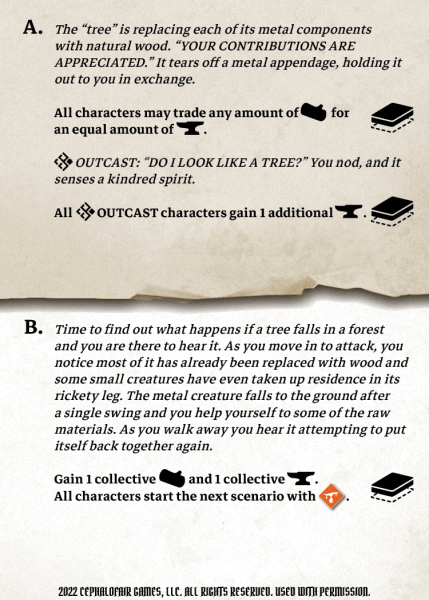 A. The “tree” is replacing each of its metal components
with natural wood. “YOUR CONTRIBUTIONS ARE
APPRECIATED.” It tears off a metal appendage, holding it
out to you in exchange.
All characters may trade any amount of for
an equal amount of .
OUTCAST: “DO I LOOK LIKE A TREE?” You nod, and it
senses a kindred spirit.
All OUTCAST characters gain 1 additional .
B. Time to find out what happens if a tree falls in a forest
and you are there to hear it. As you move in to attack, you
notice most of it has already been replaced with wood and
some small creatures have even taken up residence in its
rickety leg. The metal creature falls to the ground after
a single swing and you help yourself to some of the raw
materials. As you walk away you hear it attempting to put
itself back together again.
Gain 1 collective and 1 collective .
All characters start the next scenario with .
2022 CEPHALOFAIR GAMES, LLC. ALL RIGHTS RESERVED. USED WITH PERMISSION.